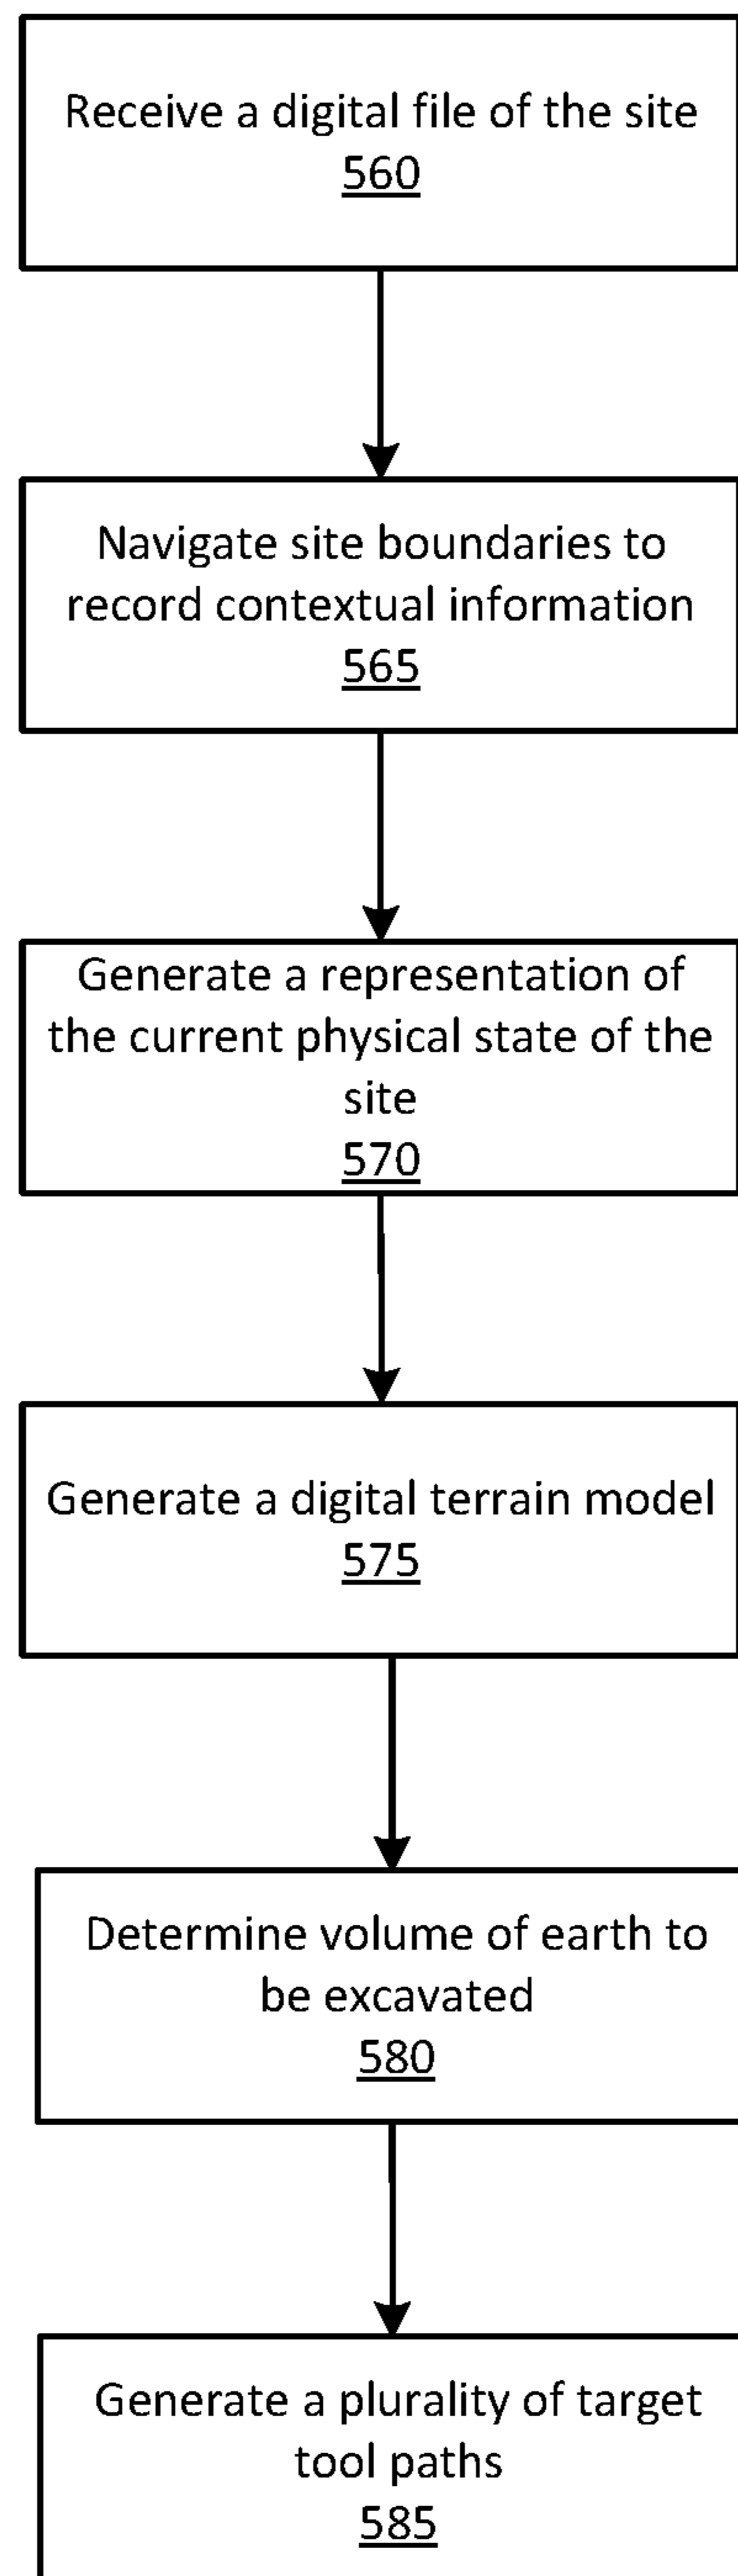 Receive a digital file of the site
560
Navigate site boundaries to
record contextual information
565
Generate a representation of
the current physical state of the
site
570
Generate a digital terrain model
575
Determine volume of earth to
be excavated
580
Generate a plurality of target
tool paths
585